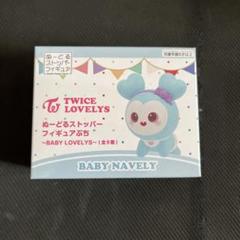 ぬーどる
ストッパー
フィギュア
TWICE
LOVELYS
ぬーどるストッパー
フィギュアぷち
～BABY LOVELYS～（全9種）
BABY NAVELY